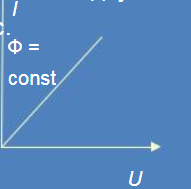 I
Φ =
const
U